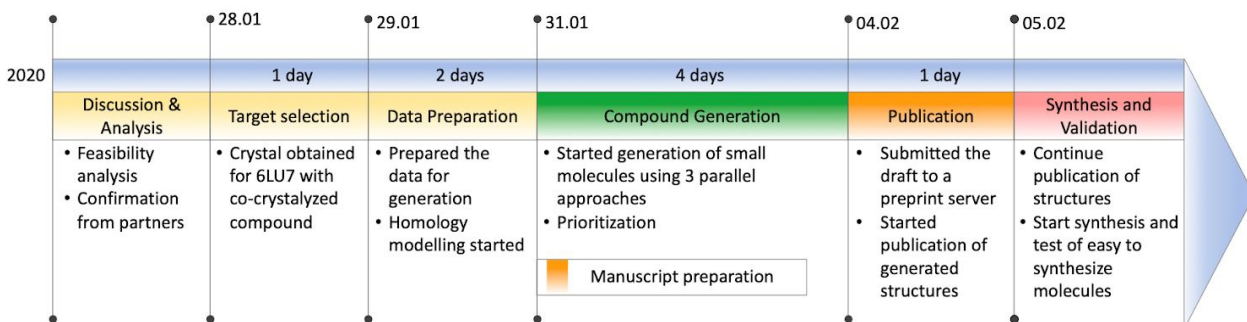 28.01
29.01
31.01
04.02
05.02
2020
1 day
2 days
4 days
1 day
Discussion &
Analysis
Target selection
Data Preparation
Compound Generation
Publication
Synthesis and
Validation
• Feasibility
analysis
• Confirmation
from partners
• Crystal obtained
for 6LU7 with
co-crystalyzed
compound
• Prepared the
data for
generation
• Homology
modelling started
• Started generation of small
molecules using 3 parallel
approaches
• Prioritization
Manuscript preparation
• Submitted the
draft to a
preprint server
• Started
publication of
generated
structures
• Continue
publication of
structures
• Start synthesis and
test of easy to
synthesize
molecules